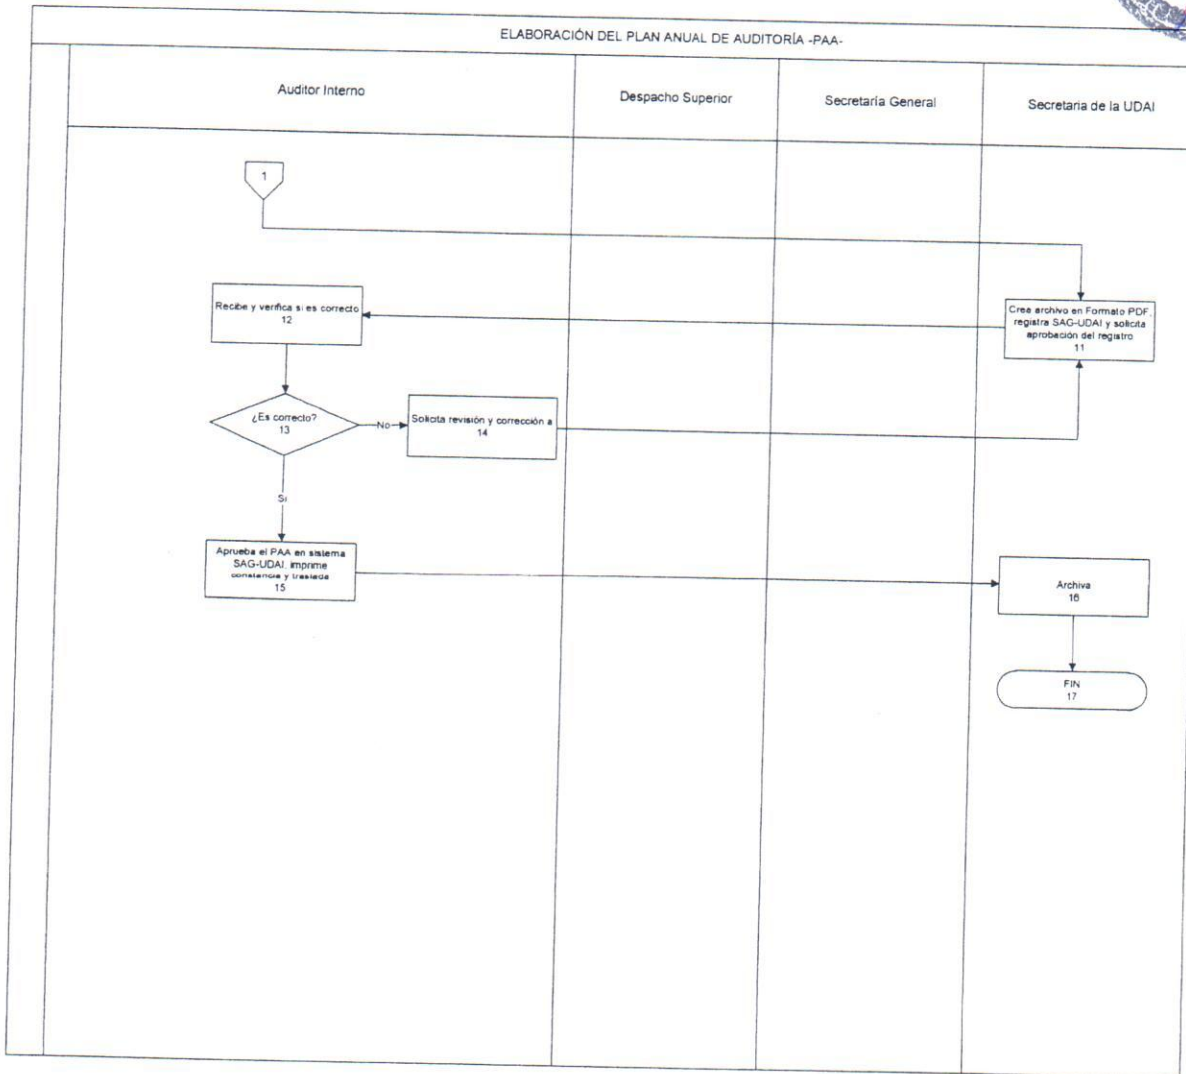 ELABORACIÓN DEL PLAN ANUAL DE AUDITORÍA -PAA-
Auditor Interno
Despacho Superior
Secretaría General
Secretaria de la UDAI
1
Recibe y verifica si es correcto
12
Crea archivo en Formato PDF,
registra SAG-UDAI y solicita
aprobación del registro
11
¿Es correcto?
13
No
Solicita revisión y corrección a
14
Si
Aprueba el PAA en sistema
SAG-UDAI, imprime
constancia y traslada
15
Archiva
16
FIN
17